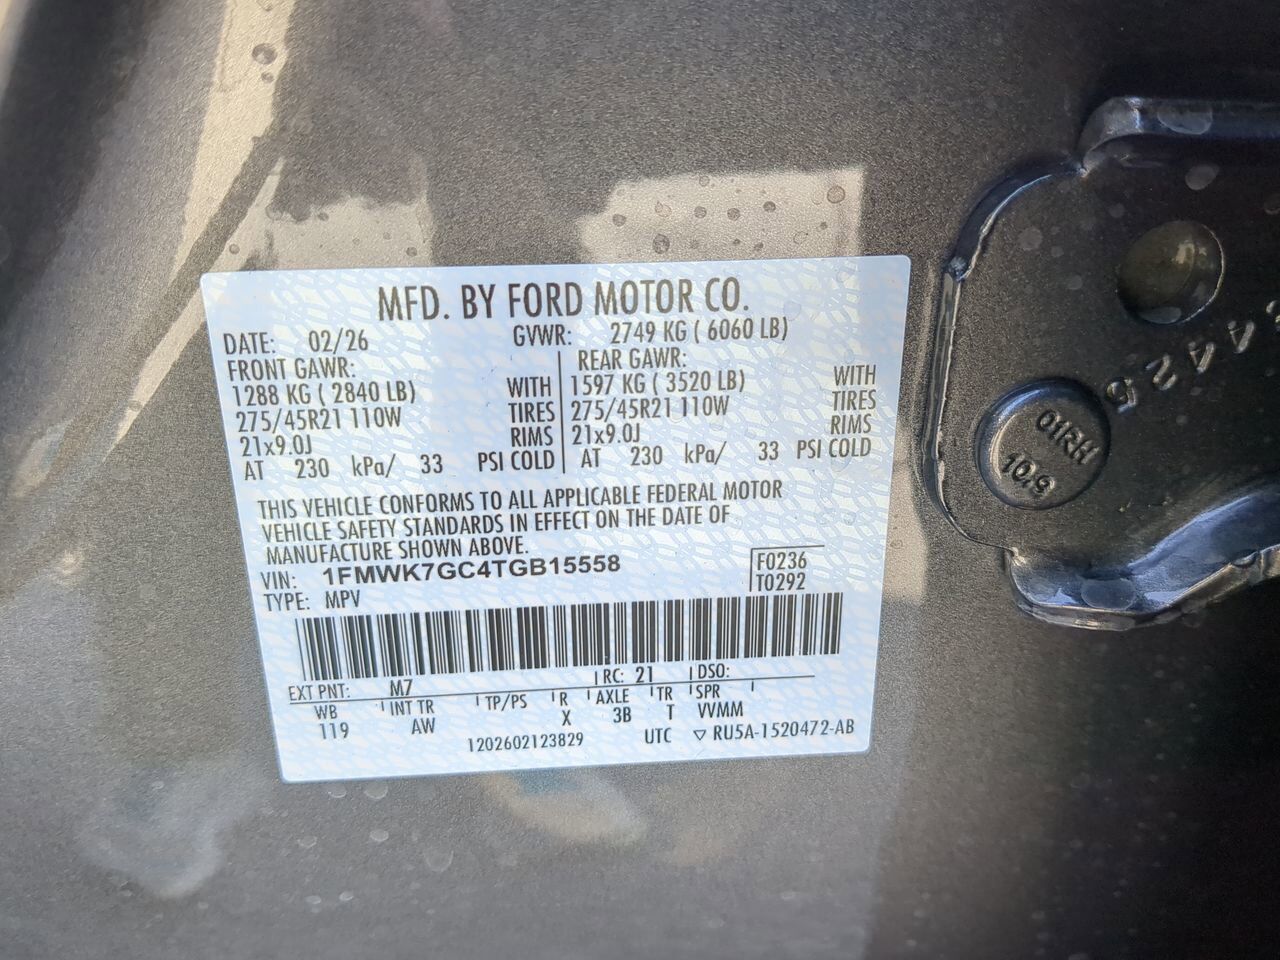 MFD. BY FORD MOTOR CO.
DATE: 02/26 GVWR: 2749 KG ( 6060 LB)
FRONT GAWR: REAR GAWR:
1288 KG ( 2840 LB) WITH 1597 KG ( 3520 LB) WITH
275/45R21 110W TIRES 275/45R21 110W TIRES
21x9.0J RIMS 21x9.0J RIMS
AT 230 kPa/ 33 PSI COLD AT 230 kPa/ 33 PSI COLD
THIS VEHICLE CONFORMS TO ALL APPLICABLE FEDERAL MOTOR
VEHICLE SAFETY STANDARDS IN EFFECT ON THE DATE OF
MANUFACTURE SHOWN ABOVE.
VIN: 1FMWK7GC4TGB15558 F0236
TYPE: MPV T0292
EXT PNT: M7 RC: 21 DSO:
WB INT TR TP/PS R AXLE TR SPR
119 AW X 3B T VVMM
1202602123829 UTC ▽ RU5A-1520472-AB
10.9